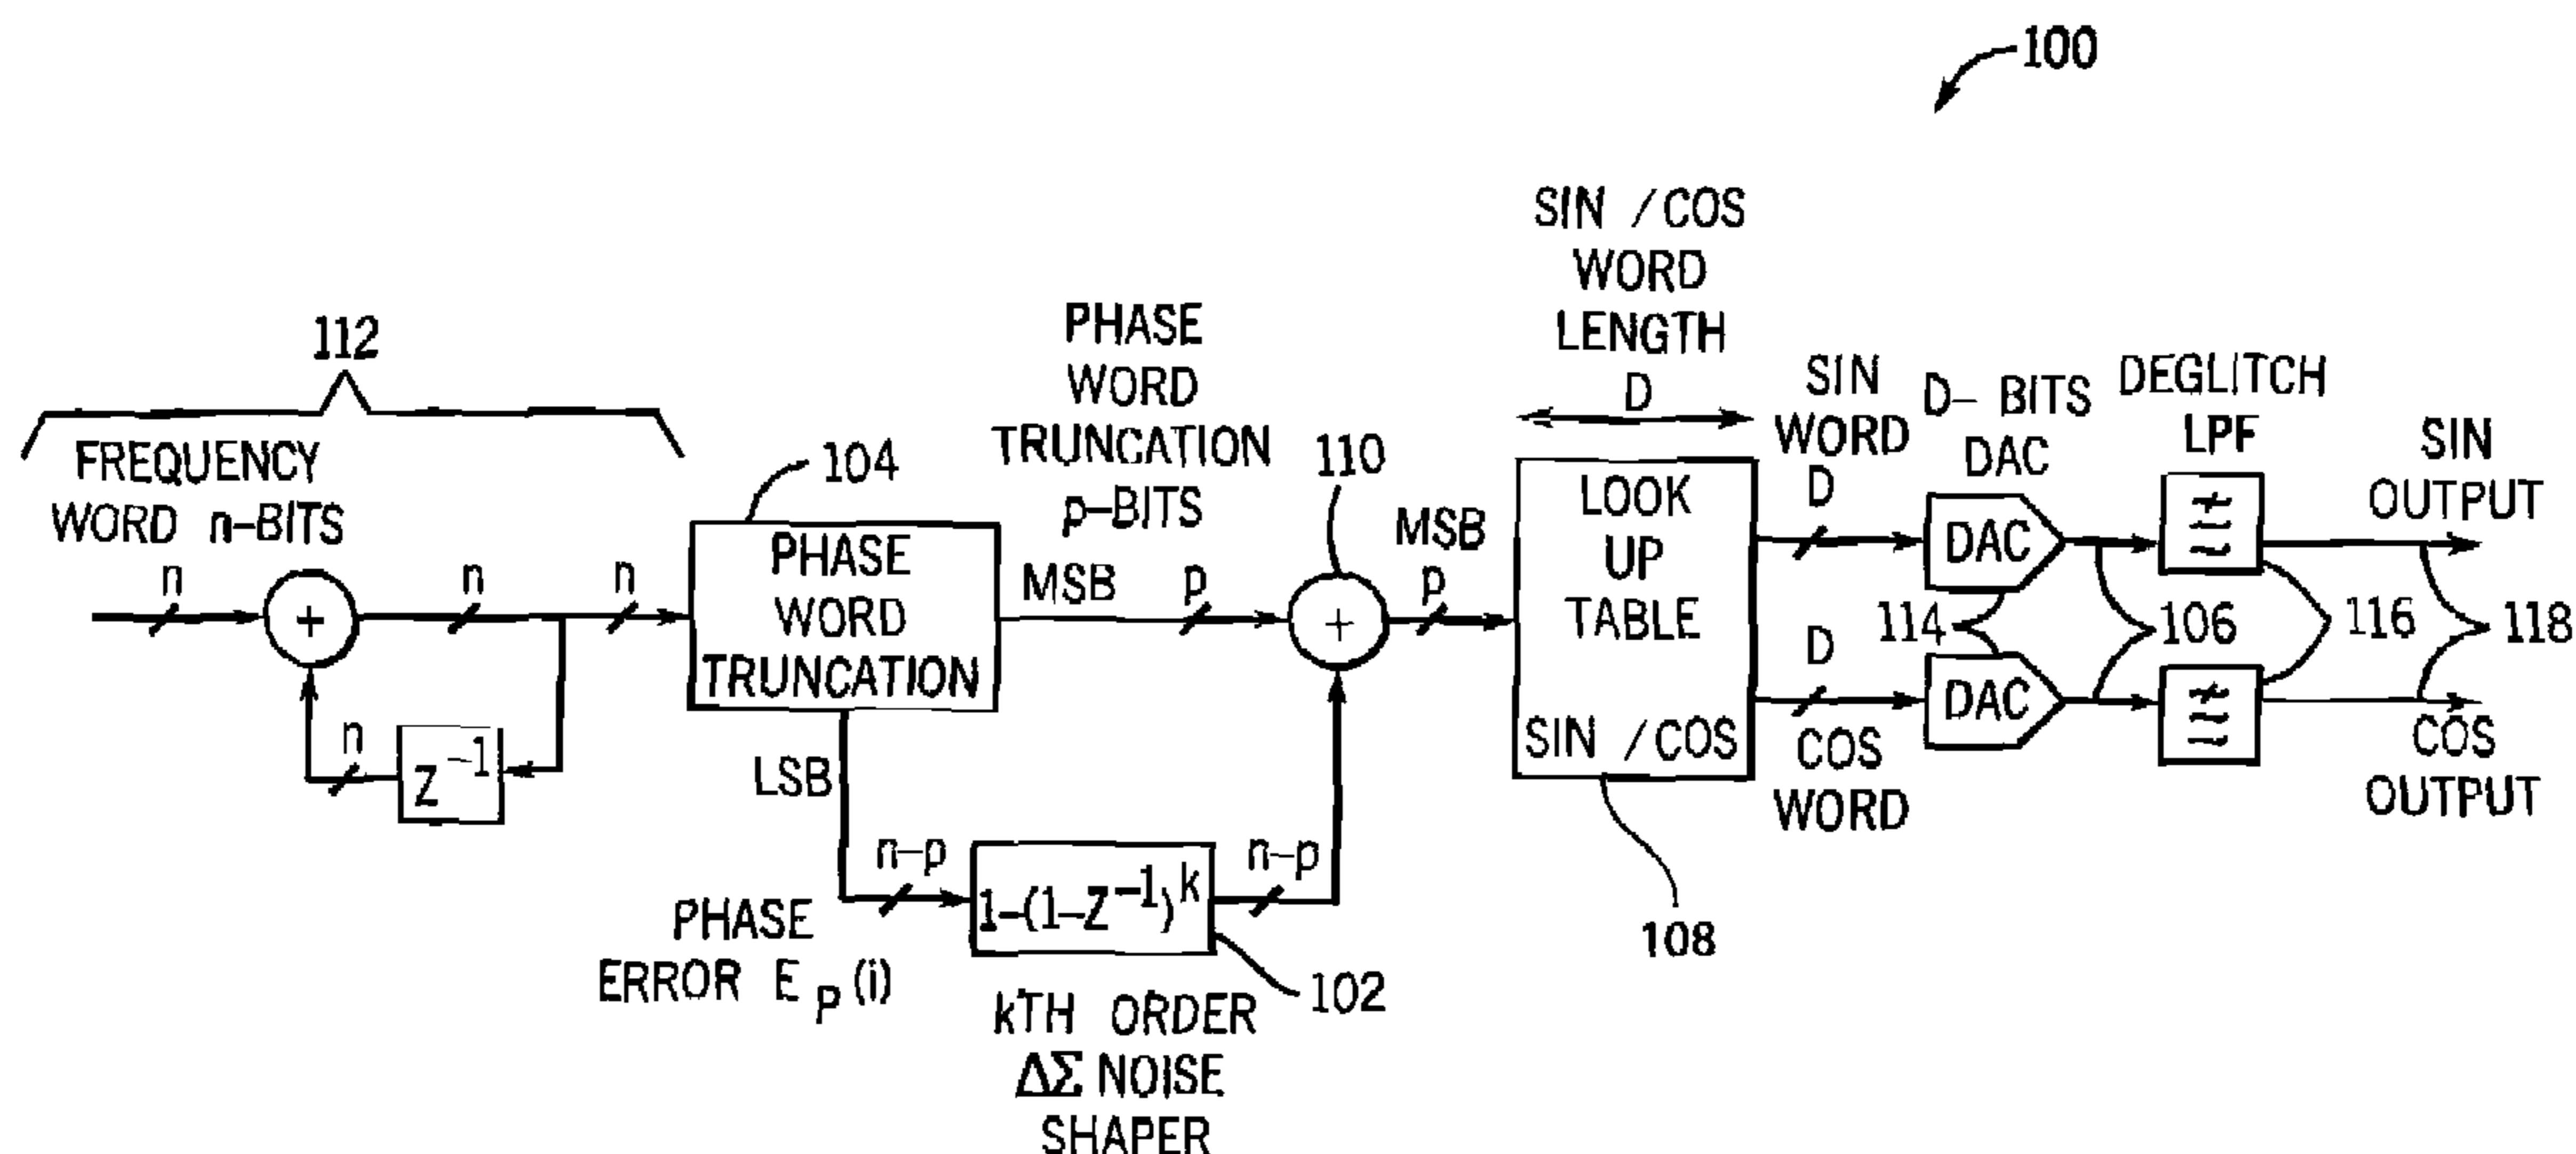 100
112
FREQUENCY
WORD n-BITS
n
+
n
n
n
Z⁻¹
104
PHASE
WORD
TRUNCATION
PHASE
WORD
TRUNCATION
p-BITS
MSB
p
LSB
n-p
PHASE
ERROR E_P(i)
1-(1-Z⁻¹)ᵏ
n-p
102
kTH ORDER
ΔΣ NOISE
SHAPER
110
+
MSB
p
SIN / COS
WORD
LENGTH
D
LOOK
UP
TABLE
SIN / COS
108
SIN
WORD
D
D
COS
WORD
D- BITS
DAC
DAC
114
DAC
106
DEGLITCH
LPF
116
SIN
OUTPUT
118
COS
OUTPUT